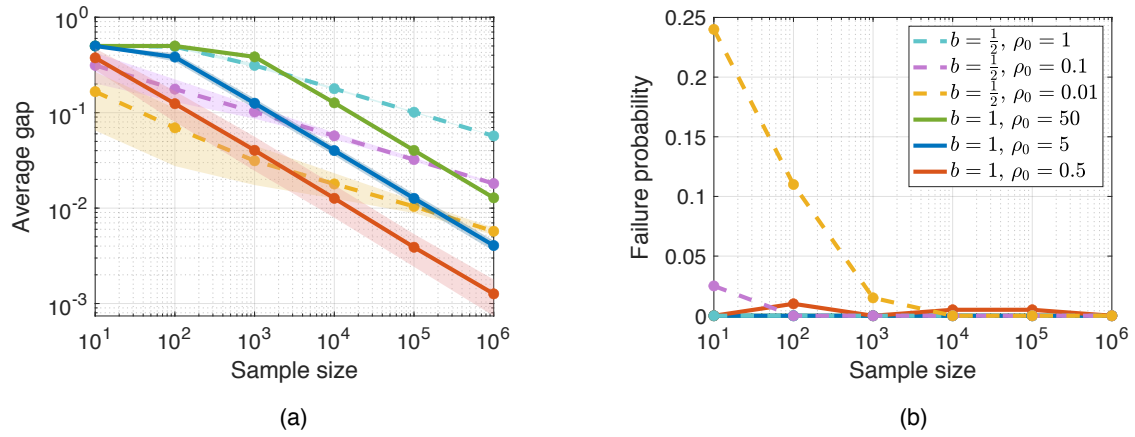 10^0
10^-1
10^-2
10^-3
Average gap
10^1 10^2 10^3 10^4 10^5 10^6
Sample size
(a)
0.25
0.20
0.15
0.10
0.05
0
Failure probability
b = 1/2, ρ₀ = 1
b = 1/2, ρ₀ = 0.1
b = 1/2, ρ₀ = 0.01
b = 1, ρ₀ = 50
b = 1, ρ₀ = 5
b = 1, ρ₀ = 0.5
10^1 10^2 10^3 10^4 10^5 10^6
Sample size
(b)